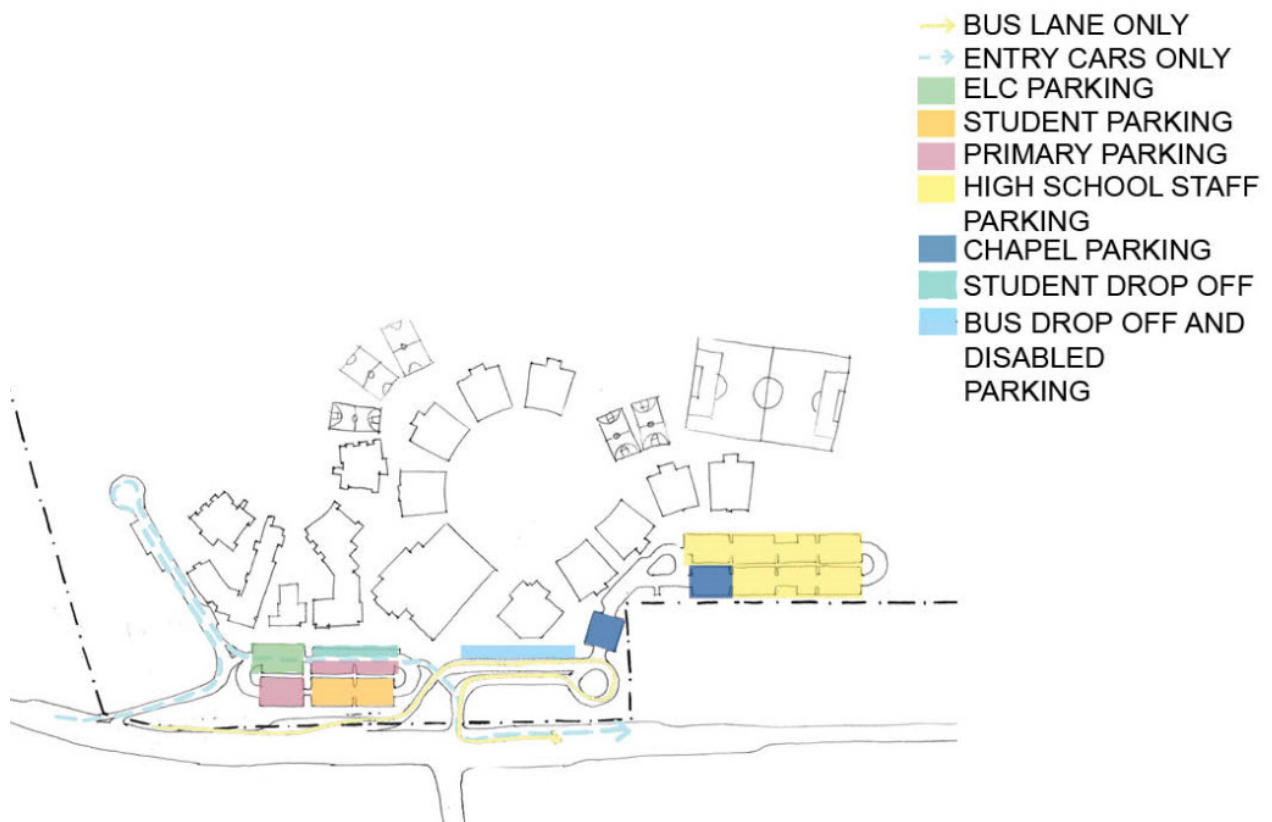 BUS LANE ONLY
ENTRY CARS ONLY
ELC PARKING
STUDENT PARKING
PRIMARY PARKING
HIGH SCHOOL STAFF
PARKING
CHAPEL PARKING
STUDENT DROP OFF
BUS DROP OFF AND
DISABLED
PARKING